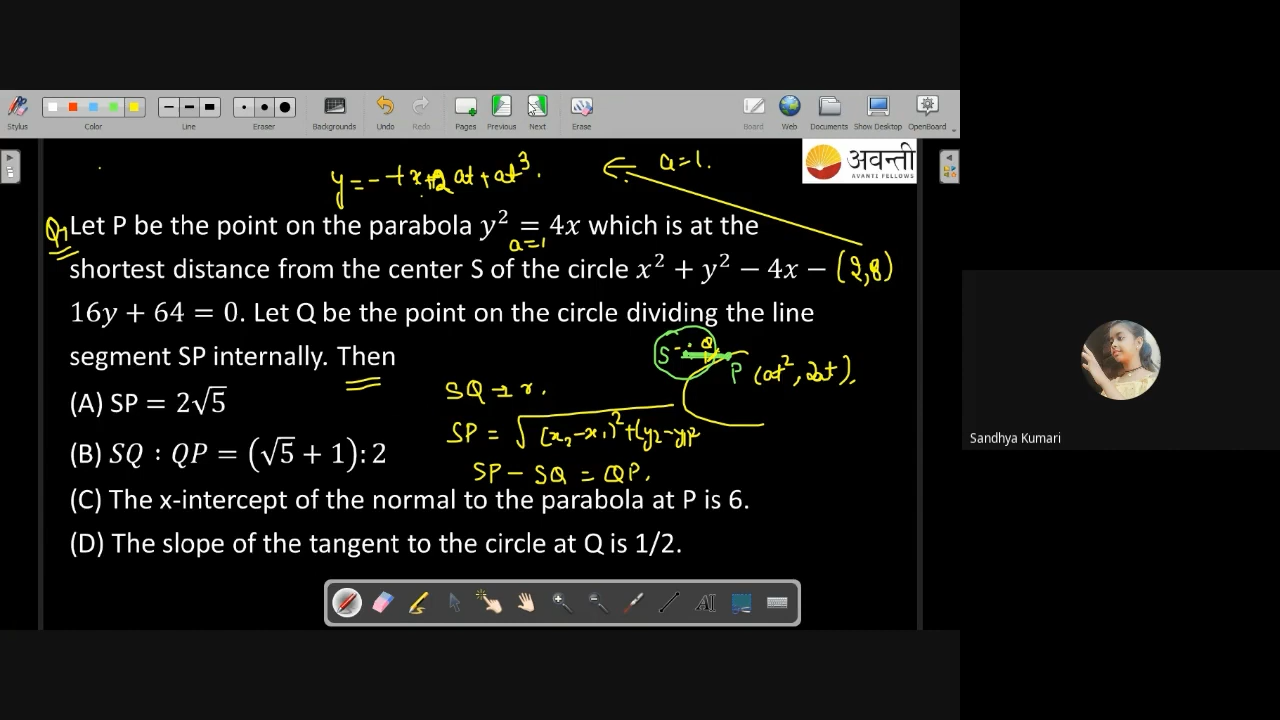 Stylus
Color
Line
Eraser
Backgrounds
Undo
Redo
Pages
Previous
Next
Erase
Board
Web
Documents
Show Desktop
OpenBoard
अवन्ती
AVANTI FELLOWS
y = -tx + 2at + at³.
a=1.
Q, Let P be the point on the parabola y² = 4x which is at the
a=1
shortest distance from the center S of the circle x² + y² − 4x − (2,8)
16y + 64 = 0. Let Q be the point on the circle dividing the line
segment SP internally. Then
S Q P (at², 2at).
(A) SP = 2√5
SQ → r.
SP = √(x₂-x₁)²+(y₂-y₁)²
(B) SQ : QP = (√5 + 1): 2
SP − SQ = QP.
(C) The x-intercept of the normal to the parabola at P is 6.
(D) The slope of the tangent to the circle at Q is 1/2.
Sandhya Kumari